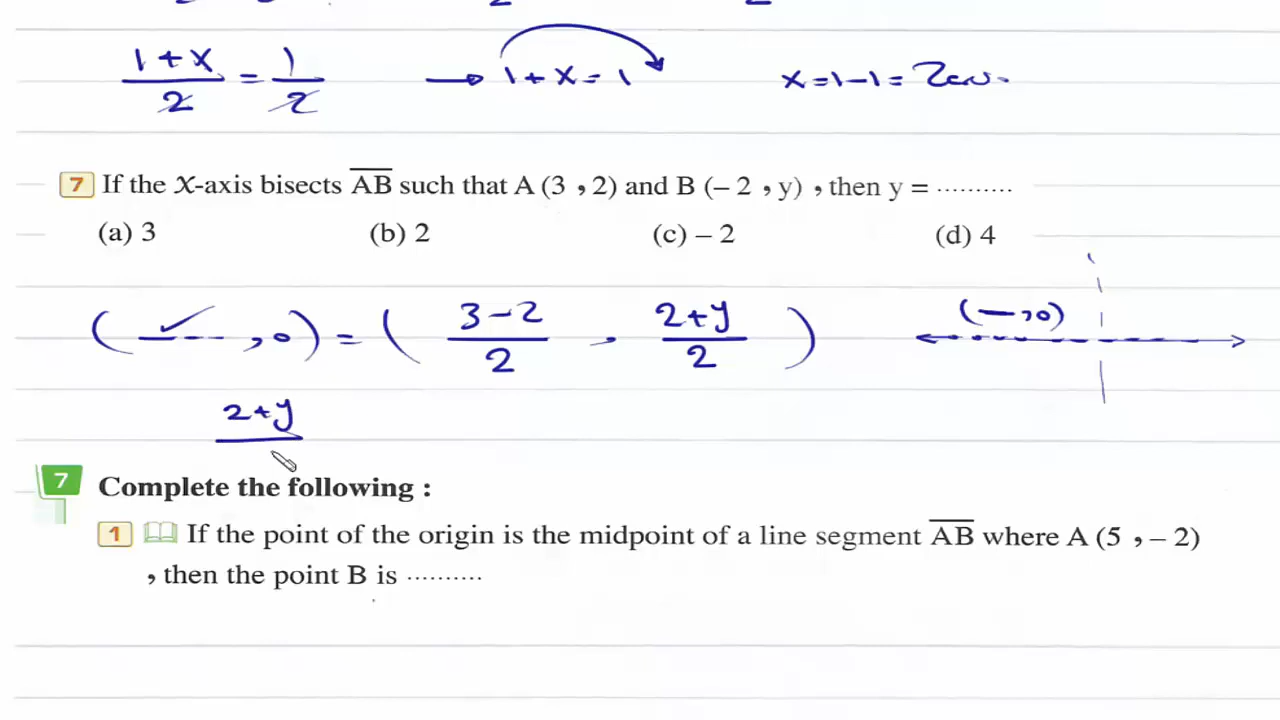 1+x/2 = 1/2 → 1+x=1 x=1-1= Zero.
7 If the X-axis bisects AB such that A (3 , 2) and B (– 2 , y) , then y = ..........
(a) 3 (b) 2 (c) – 2 (d) 4
( ---- , 0 ) = ( 3-2/2 , 2+y/2 ) ( — , 0 )
2+y
7 Complete the following :
1 If the point of the origin is the midpoint of a line segment AB where A (5 , – 2)
, then the point B is ..........